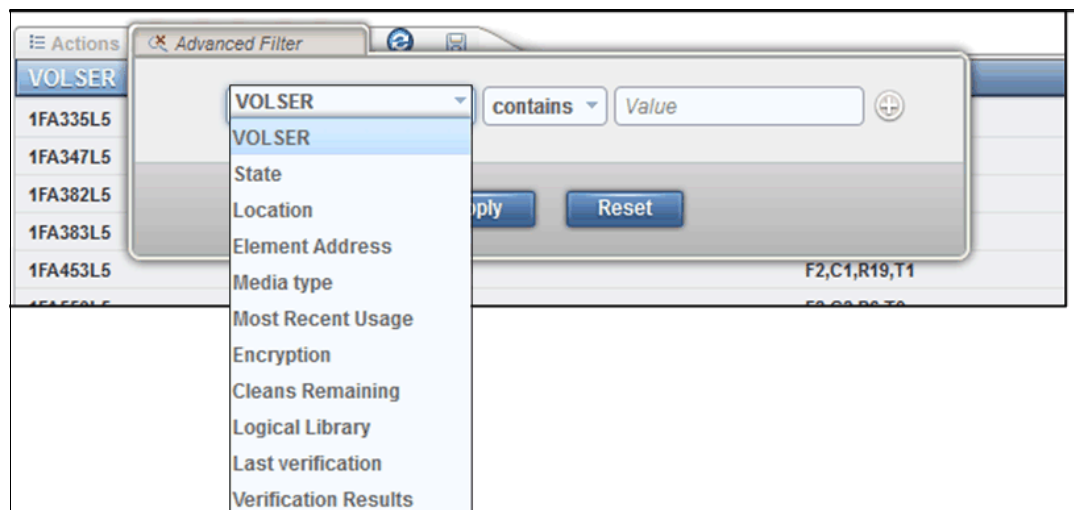 Actions
Advanced Filter
VOLSER
1FA335L5
1FA347L5
1FA382L5
1FA383L5
1FA453L5
F2,C1,R19,T1
VOLSER
contains
Value
VOLSER
State
Location
Element Address
Media type
Most Recent Usage
Encryption
Cleans Remaining
Logical Library
Last verification
Verification Results
Reset